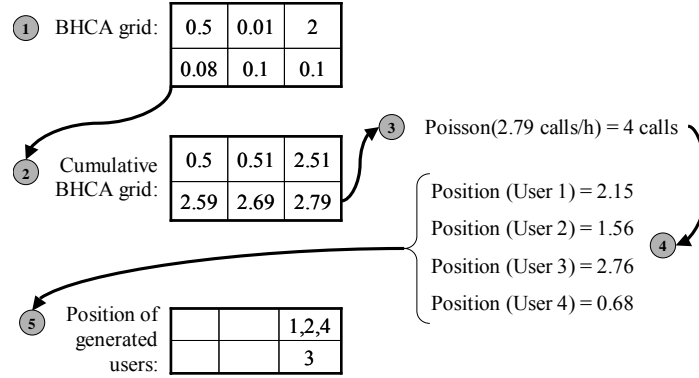 1
BHCA grid:
0.5 0.01 2
0.08 0.1 0.1
2
Cumulative
BHCA grid:
0.5 0.51 2.51
2.59 2.69 2.79
3
Poisson(2.79 calls/h) = 4 calls
Position (User 1) = 2.15
Position (User 2) = 1.56
Position (User 3) = 2.76
Position (User 4) = 0.68
4
5
Position of
generated
users:
1,2,4
3